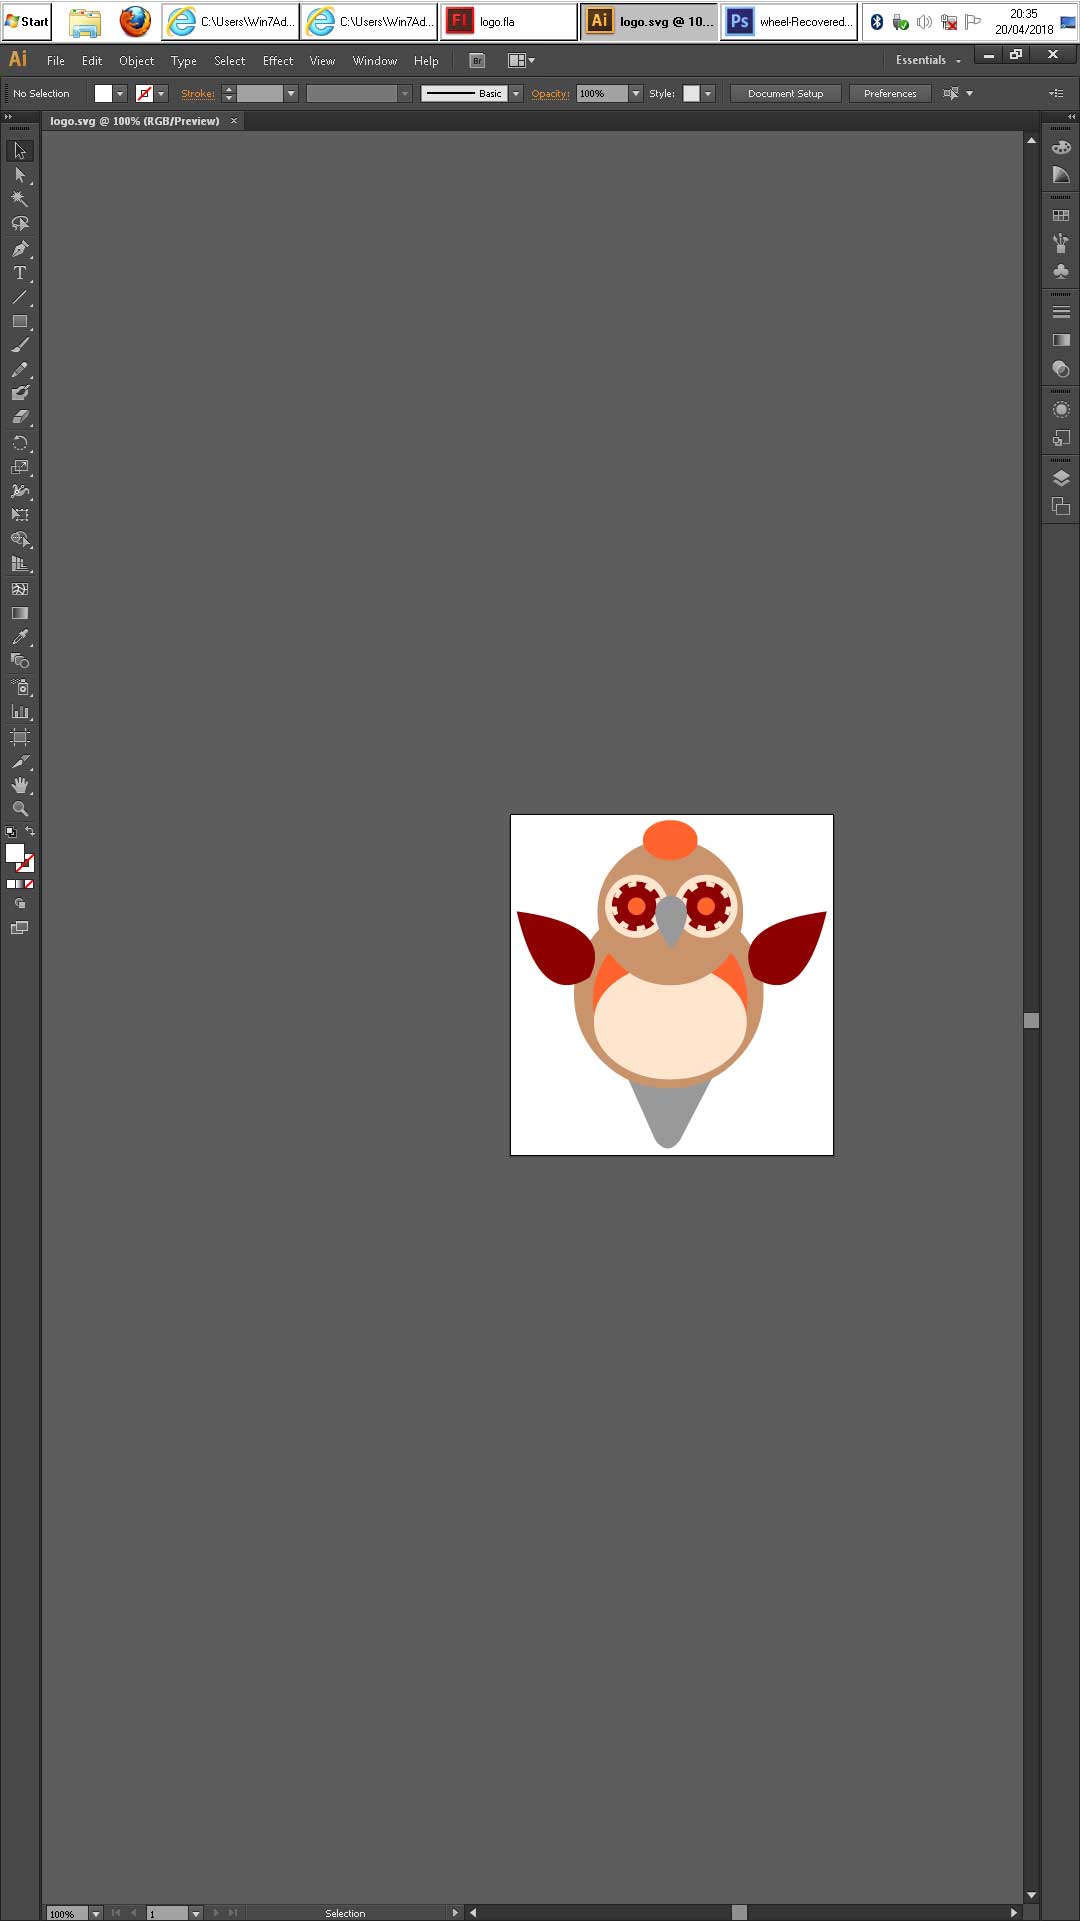 Start C:\Users\Win7Ad... C:\Users\Win7Ad... Fl logo.fla Ai logo.svg @ 10... Ps wheel-Recovered... 20:35
20/04/2018
Ai File Edit Object Type Select Effect View Window Help Br Essentials
No Selection Stroke: Basic Opacity: 100% Style: Document Setup Preferences
logo.svg @ 100% (RGB/Preview) ×
T
100% 1 Selection